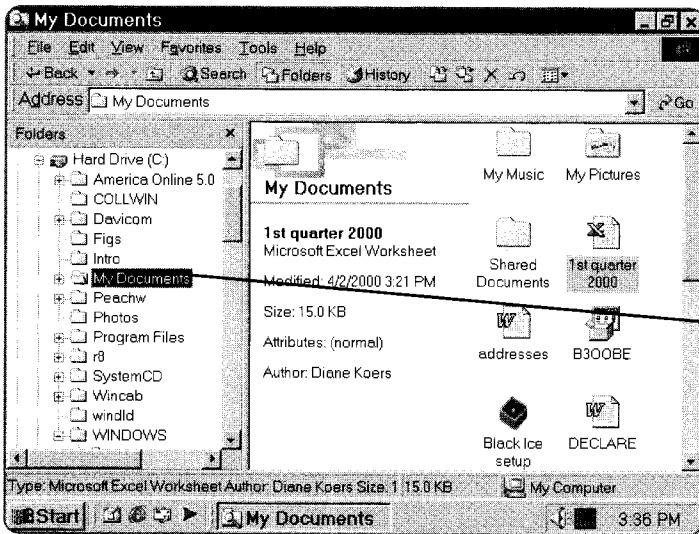 My Documents
File Edit View Favorites Tools Help
Back Search Folders History
Address My Documents Go
Folders
Hard Drive (C:)
America Online 5.0
COLLWIN
Davicom
Figs
Intro
My Documents
Peachw
Photos
Program Files
r8
SystemCD
Wincab
windld
WINDOWS
My Documents
1st quarter 2000
Microsoft Excel Worksheet
Modified: 4/2/2000 3:21 PM
Size: 15.0 KB
Attributes: (normal)
Author: Diane Koers
My Music My Pictures
Shared Documents
1st quarter 2000
addresses B3OOBE
Black Ice setup
DECLARE
Type: Microsoft Excel Worksheet Author: Diane Koers Size: 1 15.0 KB My Computer
Start My Documents 3:36 PM